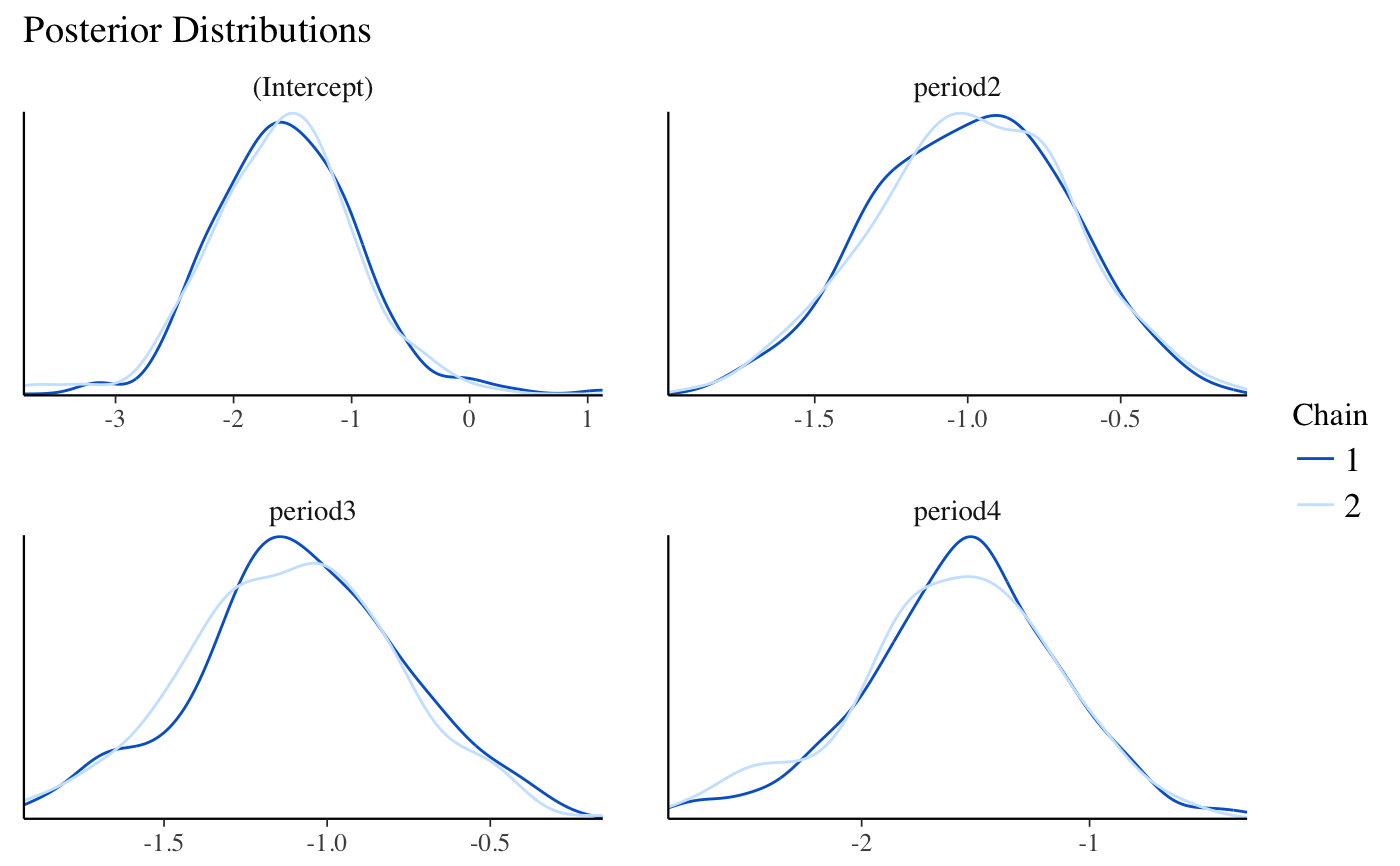 Posterior Distributions
(Intercept)
period2
-3 -2 -1 0 1
-1.5 -1.0 -0.5
Chain
1
2
period3
period4
-1.5 -1.0 -0.5
-2 -1